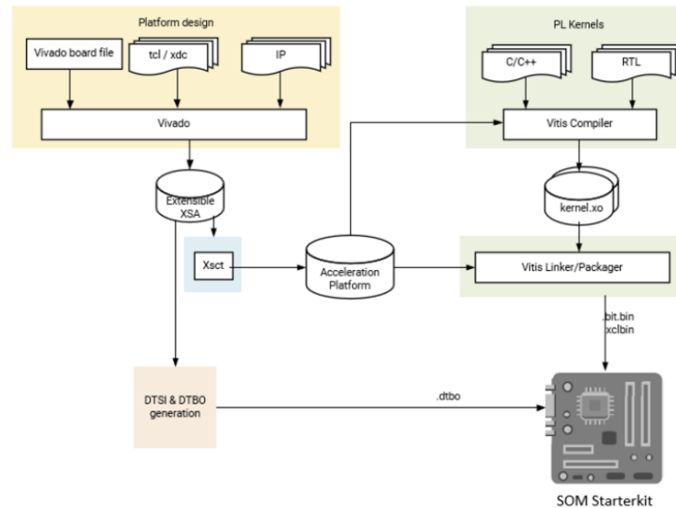 Platform design
Vivado board file
tcl / xdc
IP
Vivado
Extensible
XSA
Xsct
Acceleration
Platform
PL Kernels
C/C++
RTL
Vitis Compiler
kernel.xo
Vitis Linker/Packager
.bit.bin
xclbin
DTSI & DTBO
generation
.dtbo
SOM Starterkit